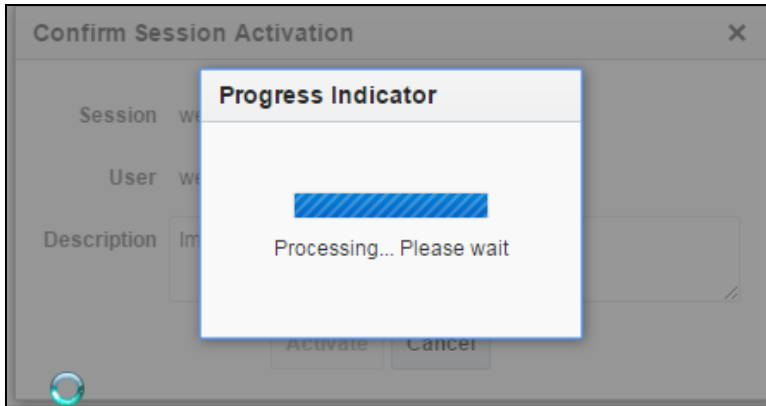 Confirm Session Activation
Progress Indicator
Session
User
Processing... Please wait
Description
Activate Cancel